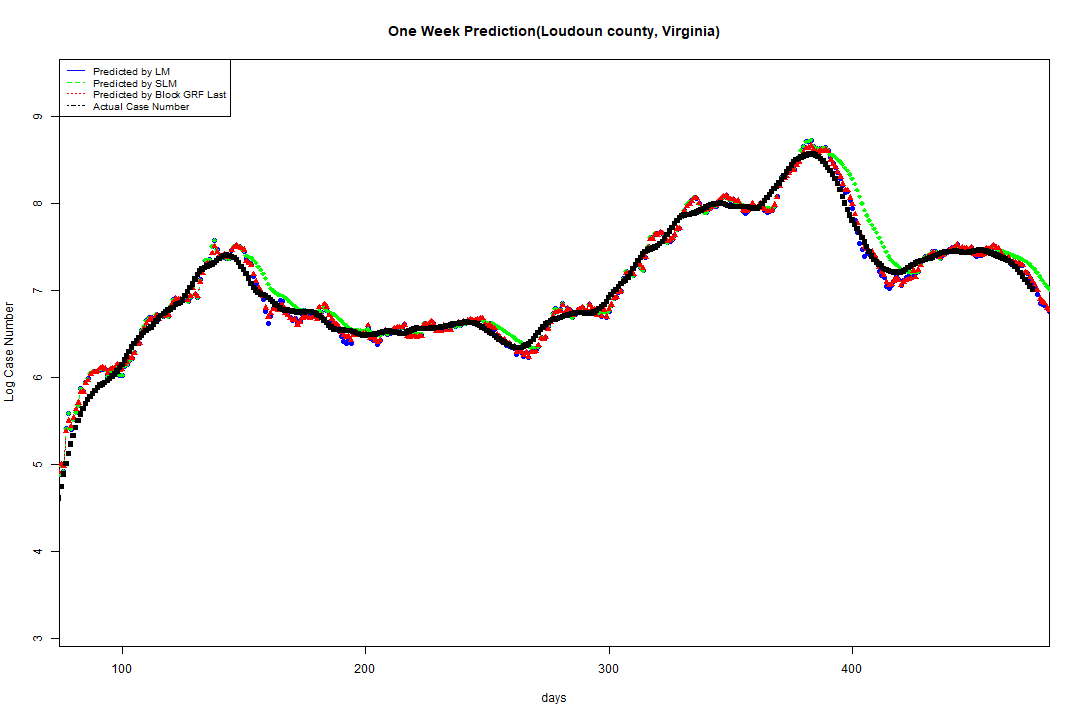 One Week Prediction(Loudoun county, Virginia)
Predicted by LM
Predicted by SLM
Predicted by Block GRF Last
Actual Case Number
9
8
7
6
5
4
3
Log Case Number
100 200 300 400
days